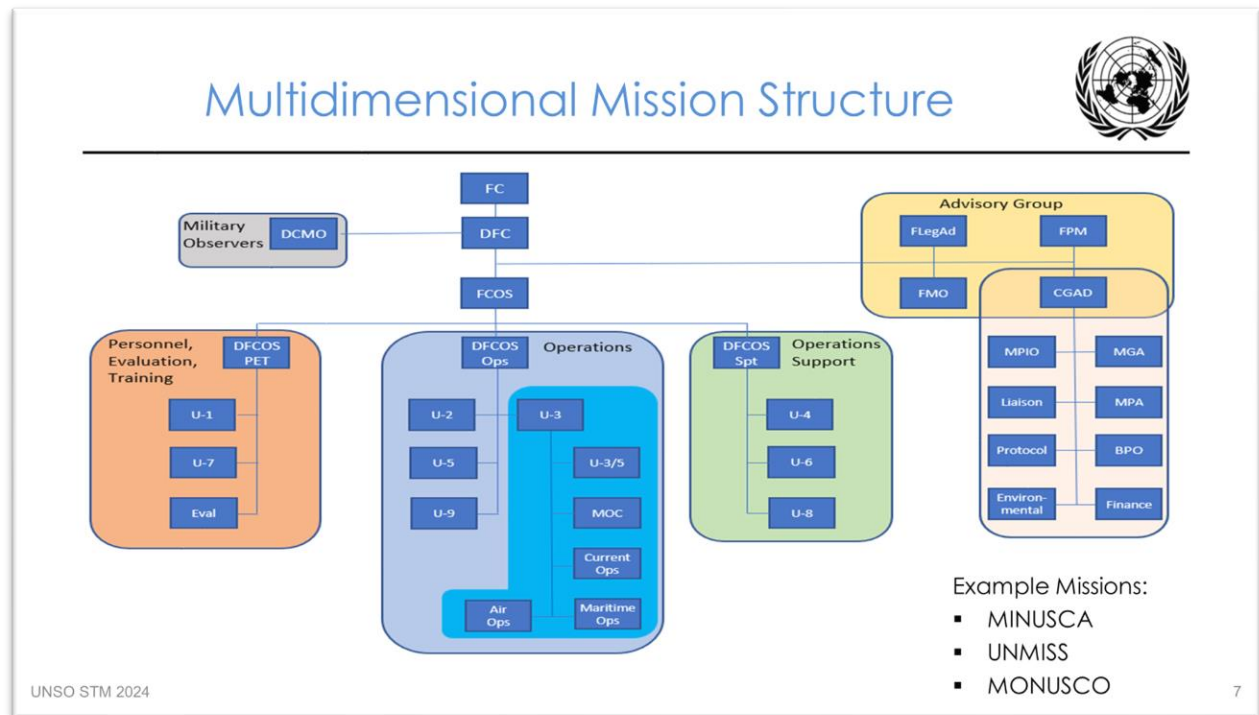 Multidimensional Mission Structure
FC
Military
Observers
DCMO
DFC
Advisory Group
FLegAd
FPM
FCOS
FMO
CGAD
Personnel,
Evaluation,
Training
DFCOS
PET
U-1
U-7
Eval
DFCOS
Ops
Operations
U-2
U-3
U-5
U-3/5
U-9
MOC
Current
Ops
Air
Ops
Maritime
Ops
DFCOS
Spt
Operations
Support
U-4
U-6
U-8
MPIO
MGA
Liaison
MPA
Protocol
BPO
Environ-
mental
Finance
Example Missions:
▪ MINUSCA
▪ UNMISS
▪ MONUSCO
UNSO STM 2024
7